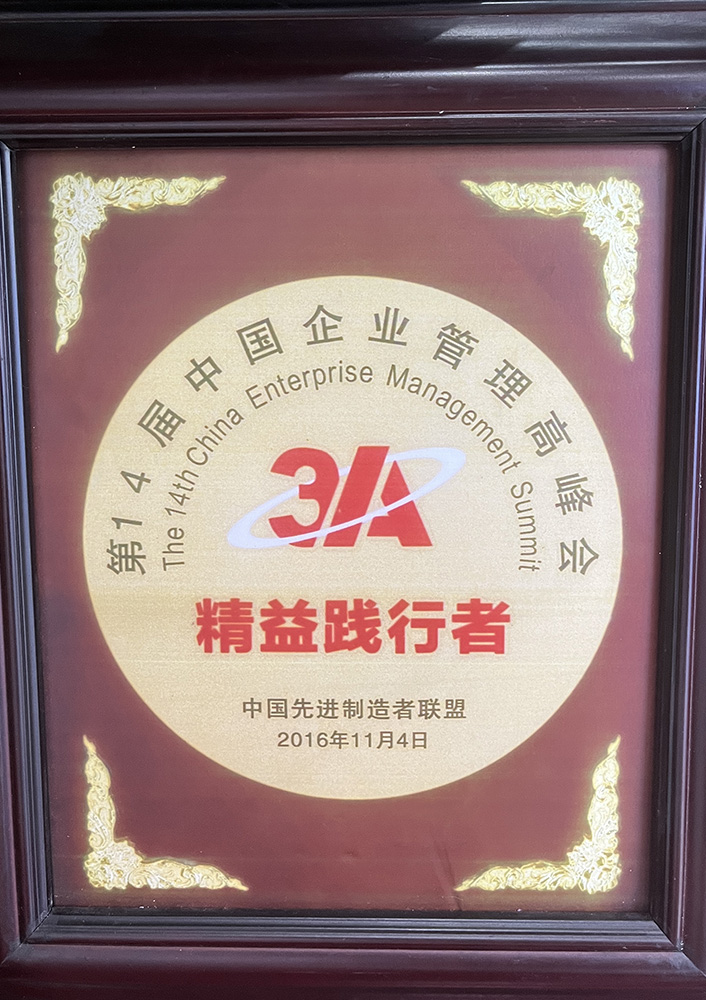 第14届中国企业管理高峰会
The 14th China Enterprise Management Summit
3A
精益践行者
中国先进制造者联盟
2016年11月4日